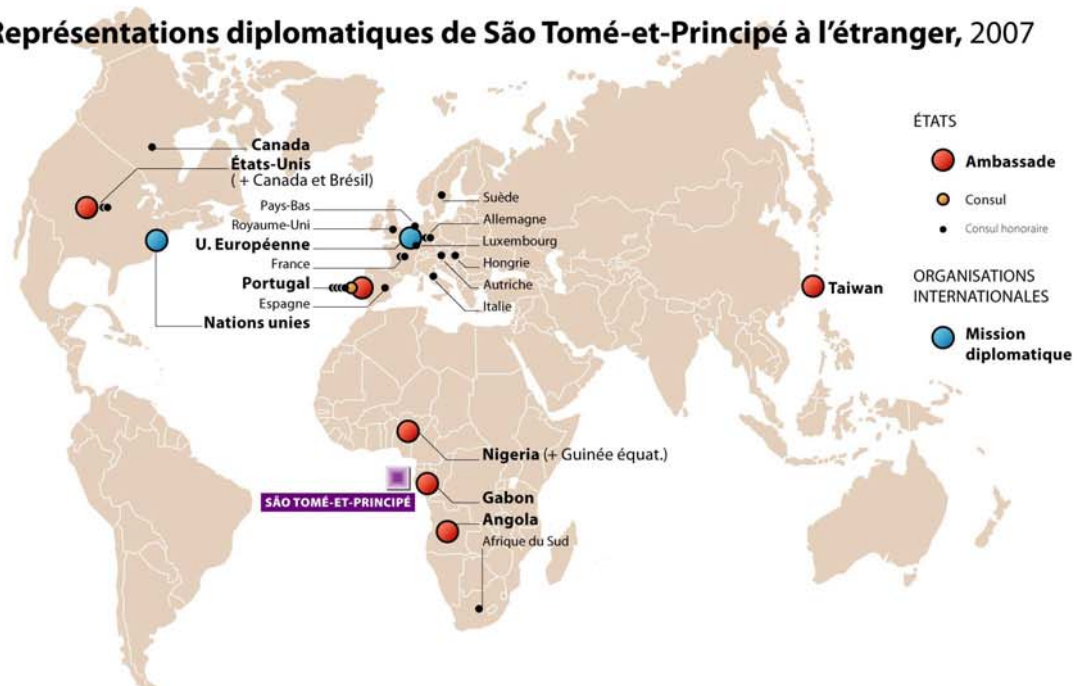 Représentations diplomatiques de São Tomé-et-Principé à l’étranger, 2007
Canada
États-Unis
( + Canada et Brésil)
Pays-Bas
Royaume-Uni
U. Européenne
France
Portugal
Espagne
Nations unies
Suède
Allemagne
Luxembourg
Hongrie
Autriche
Italie
Taiwan
Nigeria (+ Guinée équat.)
SÃO TOMÉ-ET-PRINCIPÉ
Gabon
Angola
Afrique du Sud
ÉTATS
Ambassade
Consul
Consul honoraire
ORGANISATIONS
INTERNATIONALES
Mission
diplomatique